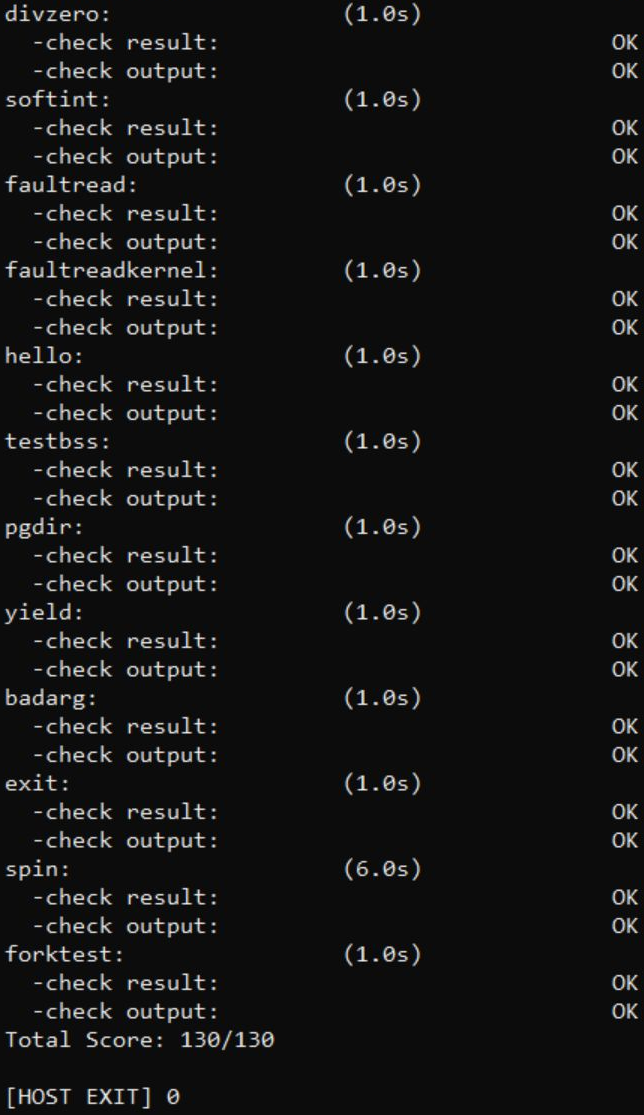 divzero: (1.0s)
-check result: OK
-check output: OK
softint: (1.0s)
-check result: OK
-check output: OK
faultread: (1.0s)
-check result: OK
-check output: OK
faultreadkernel: (1.0s)
-check result: OK
-check output: OK
hello: (1.0s)
-check result: OK
-check output: OK
testbss: (1.0s)
-check result: OK
-check output: OK
pgdir: (1.0s)
-check result: OK
-check output: OK
yield: (1.0s)
-check result: OK
-check output: OK
badarg: (1.0s)
-check result: OK
-check output: OK
exit: (1.0s)
-check result: OK
-check output: OK
spin: (6.0s)
-check result: OK
-check output: OK
forktest: (1.0s)
-check result: OK
-check output: OK
Total Score: 130/130
[HOST EXIT] 0